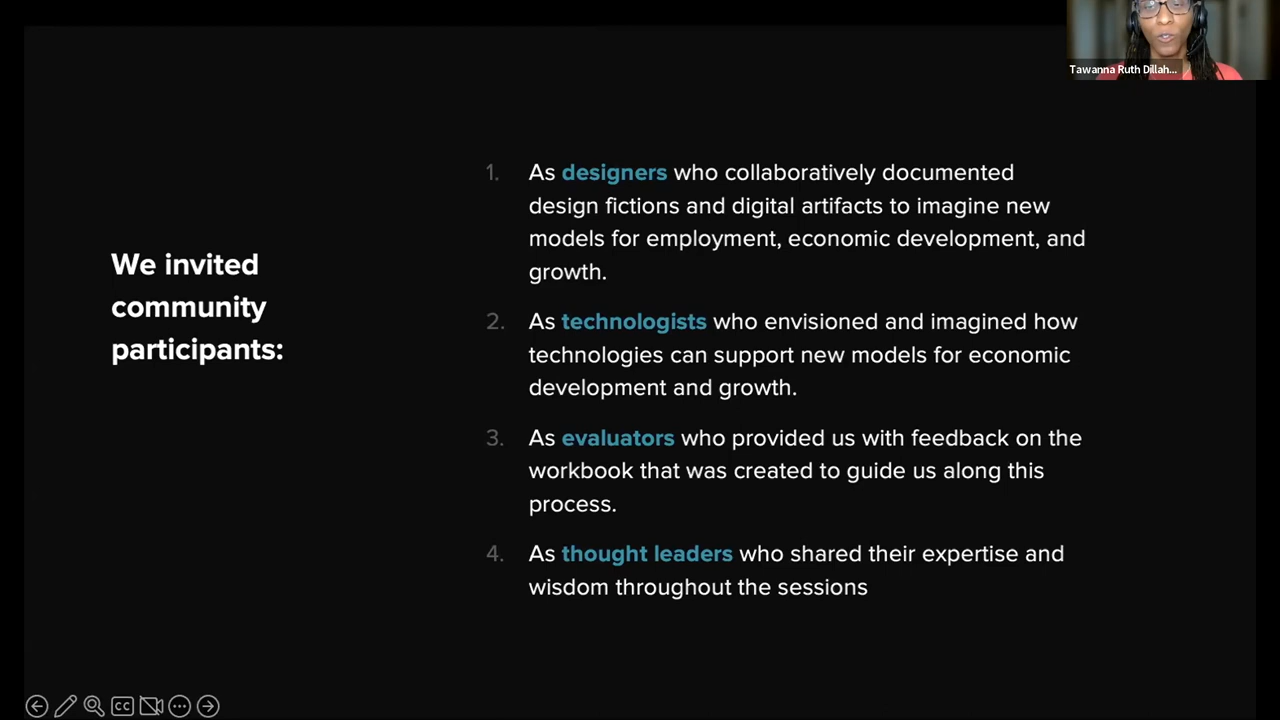 Tawanna Ruth Dillah...
We invited
community
participants:
1. As designers who collaboratively documented
design fictions and digital artifacts to imagine new
models for employment, economic development, and
growth.
2. As technologists who envisioned and imagined how
technologies can support new models for economic
development and growth.
3. As evaluators who provided us with feedback on the
workbook that was created to guide us along this
process.
4. As thought leaders who shared their expertise and
wisdom throughout the sessions
CC